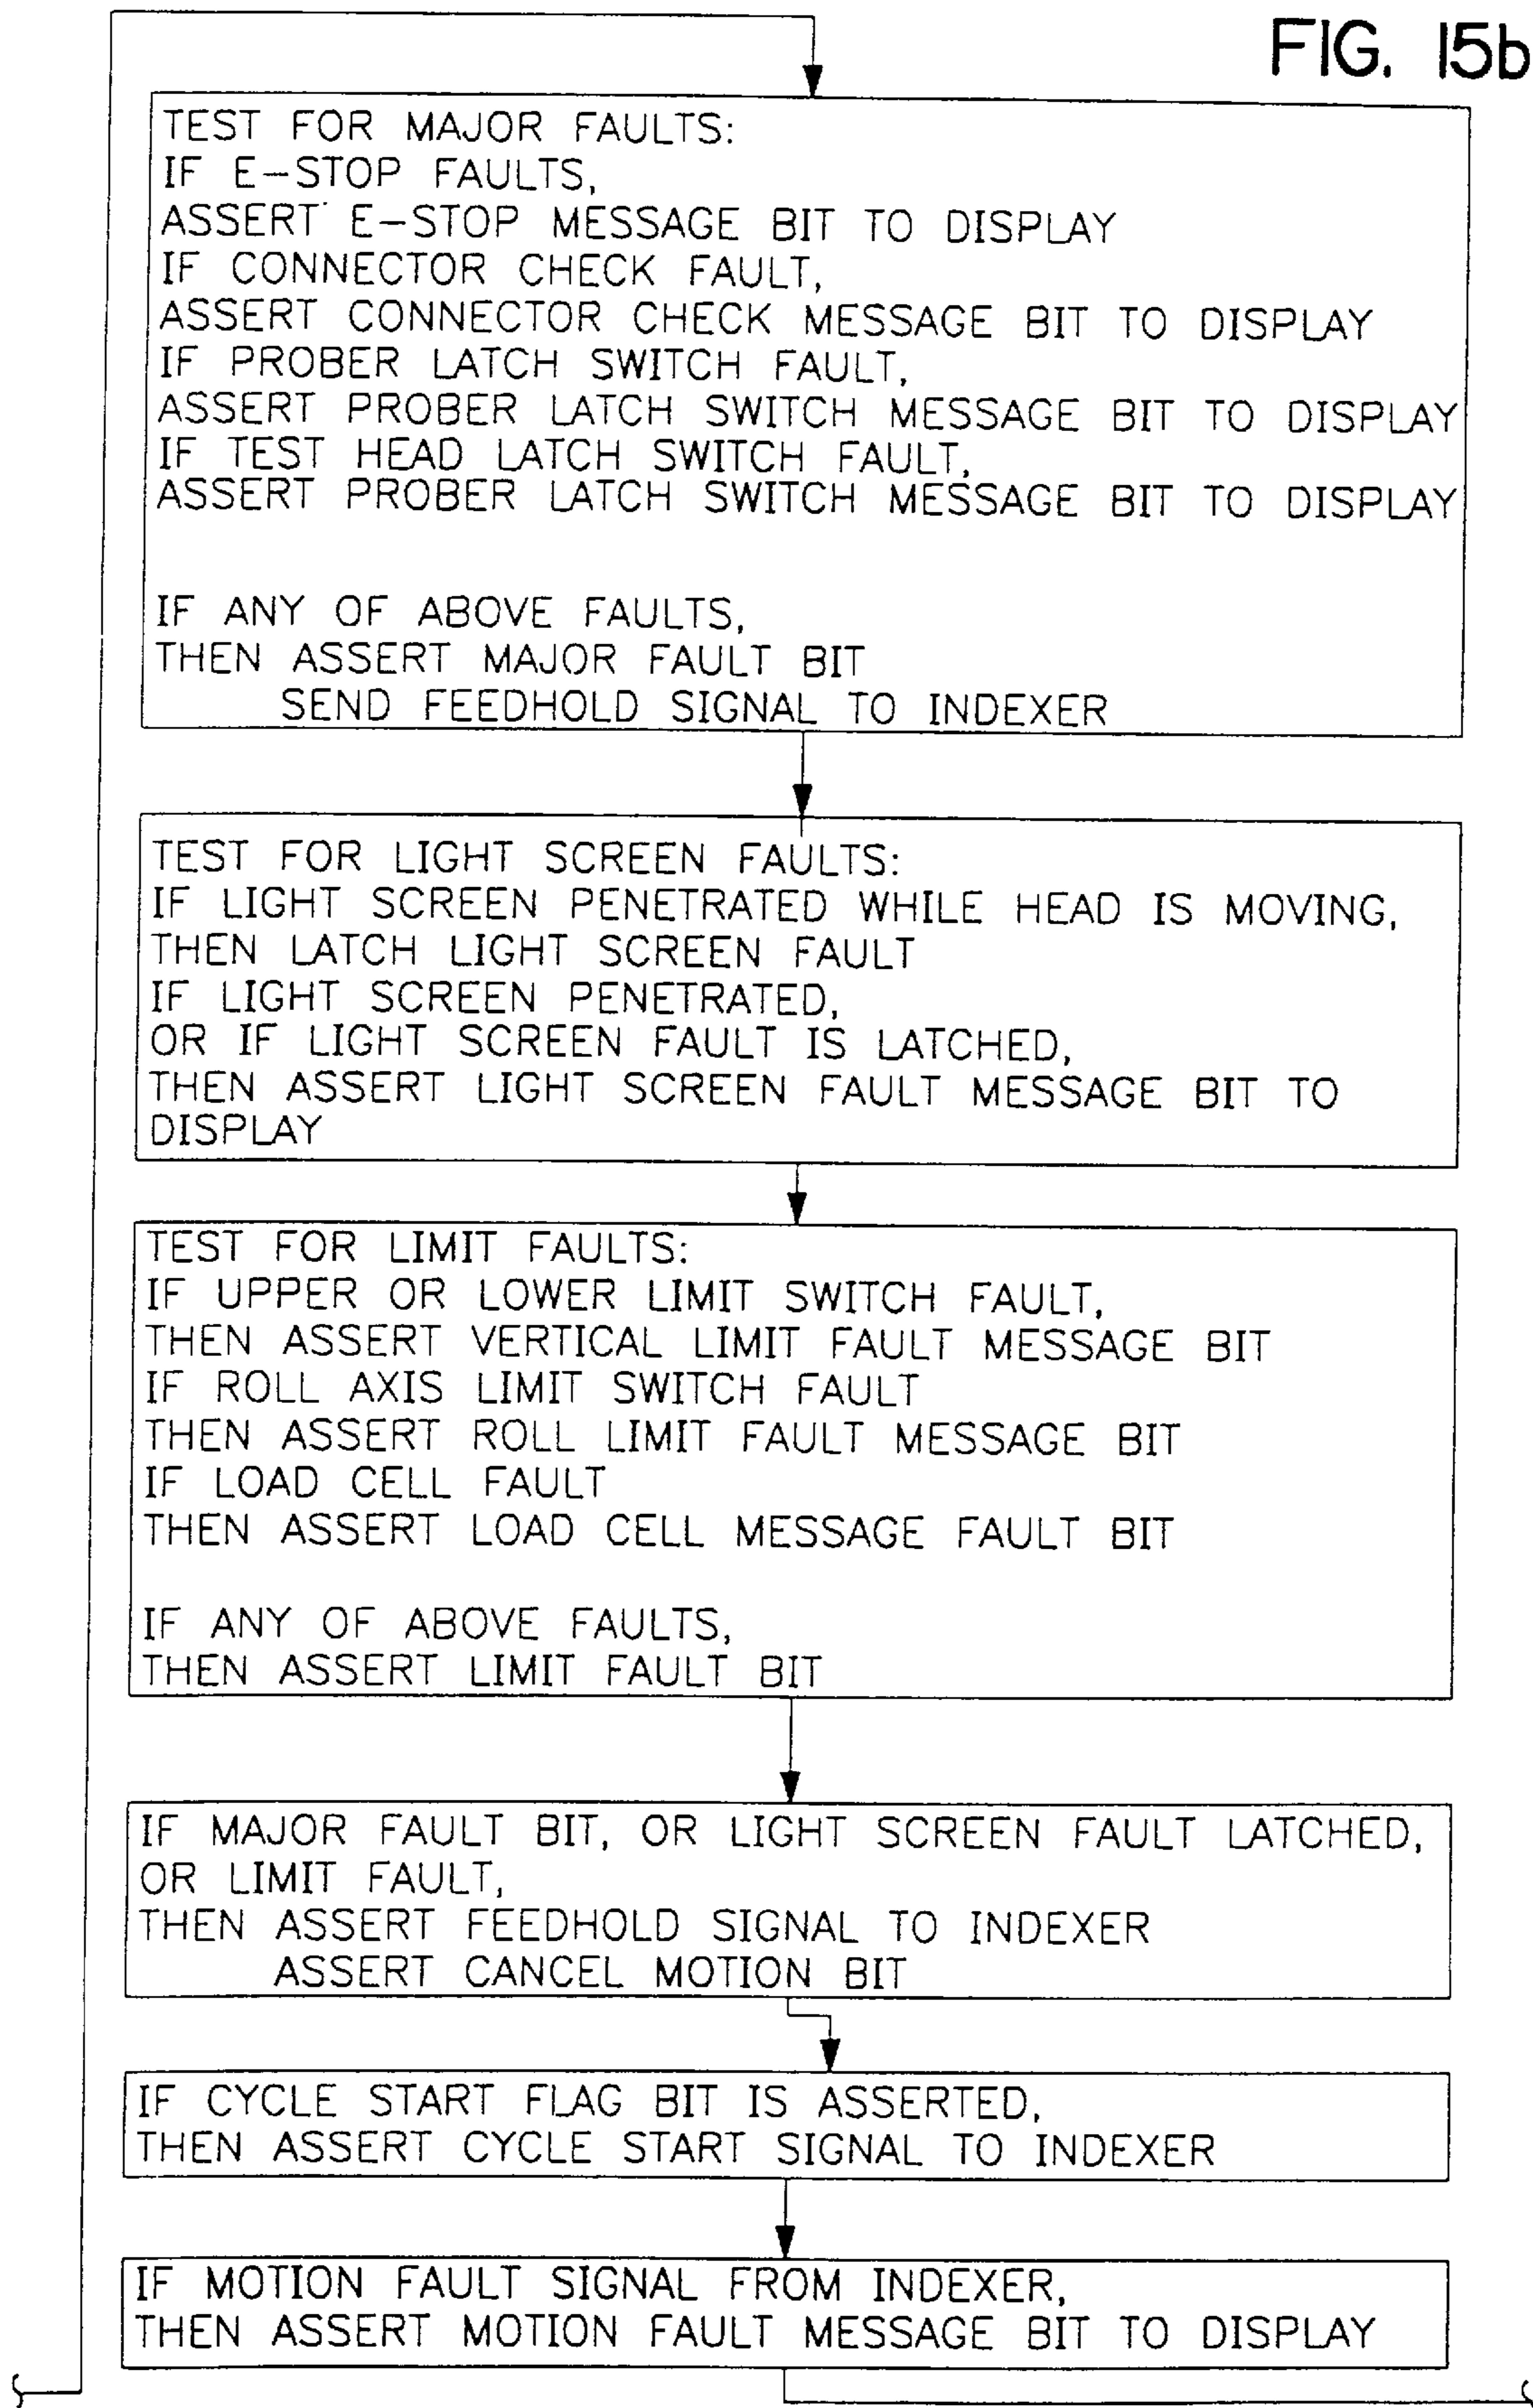 FIG. 15b
TEST FOR MAJOR FAULTS:
IF E-STOP FAULTS,
ASSERT E-STOP MESSAGE BIT TO DISPLAY
IF CONNECTOR CHECK FAULT,
ASSERT CONNECTOR CHECK MESSAGE BIT TO DISPLAY
IF PROBER LATCH SWITCH FAULT,
ASSERT PROBER LATCH SWITCH MESSAGE BIT TO DISPLAY
IF TEST HEAD LATCH SWITCH FAULT,
ASSERT PROBER LATCH SWITCH MESSAGE BIT TO DISPLAY
IF ANY OF ABOVE FAULTS,
THEN ASSERT MAJOR FAULT BIT
SEND FEEDHOLD SIGNAL TO INDEXER
TEST FOR LIGHT SCREEN FAULTS:
IF LIGHT SCREEN PENETRATED WHILE HEAD IS MOVING,
THEN LATCH LIGHT SCREEN FAULT
IF LIGHT SCREEN PENETRATED,
OR IF LIGHT SCREEN FAULT IS LATCHED,
THEN ASSERT LIGHT SCREEN FAULT MESSAGE BIT TO
DISPLAY
TEST FOR LIMIT FAULTS:
IF UPPER OR LOWER LIMIT SWITCH FAULT,
THEN ASSERT VERTICAL LIMIT FAULT MESSAGE BIT
IF ROLL AXIS LIMIT SWITCH FAULT
THEN ASSERT ROLL LIMIT FAULT MESSAGE BIT
IF LOAD CELL FAULT
THEN ASSERT LOAD CELL MESSAGE FAULT BIT
IF ANY OF ABOVE FAULTS,
THEN ASSERT LIMIT FAULT BIT
IF MAJOR FAULT BIT, OR LIGHT SCREEN FAULT LATCHED,
OR LIMIT FAULT,
THEN ASSERT FEEDHOLD SIGNAL TO INDEXER
ASSERT CANCEL MOTION BIT
IF CYCLE START FLAG BIT IS ASSERTED,
THEN ASSERT CYCLE START SIGNAL TO INDEXER
IF MOTION FAULT SIGNAL FROM INDEXER,
THEN ASSERT MOTION FAULT MESSAGE BIT TO DISPLAY